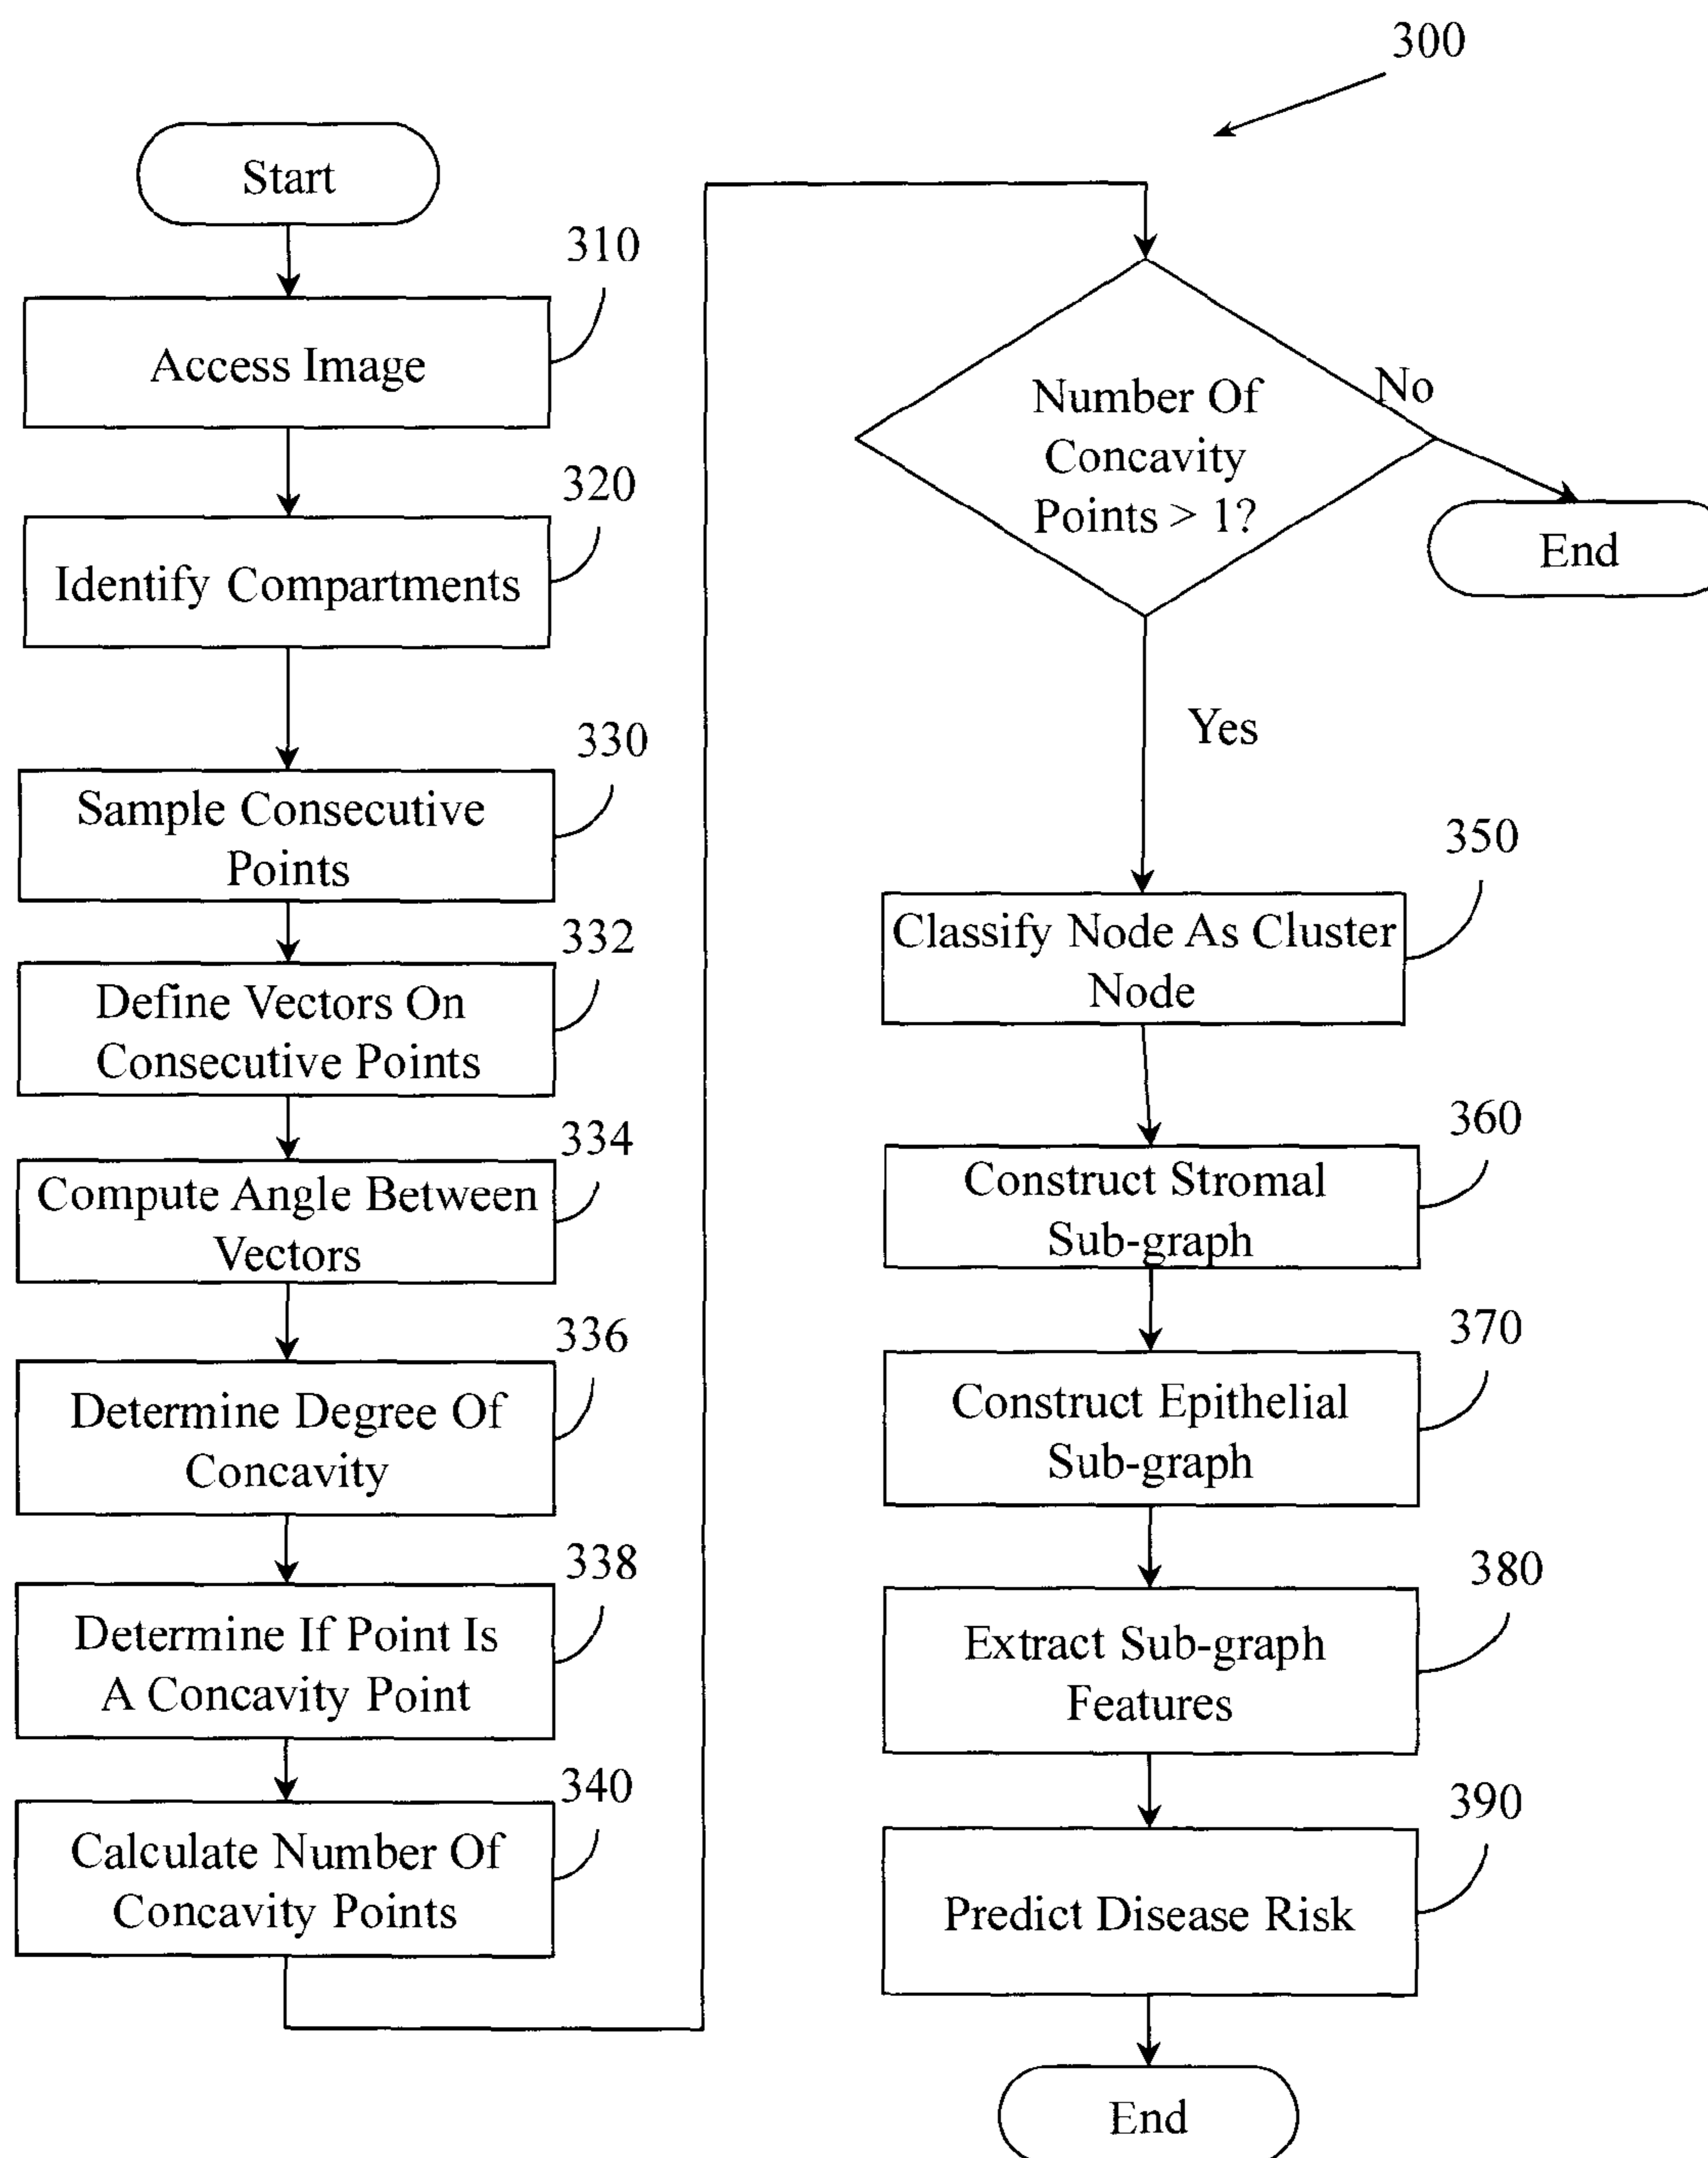 300
Start
310
Access Image
320
Identify Compartments
330
Sample Consecutive
Points
332
Define Vectors On
Consecutive Points
334
Compute Angle Between
Vectors
336
Determine Degree Of
Concavity
338
Determine If Point Is
A Concavity Point
340
Calculate Number Of
Concavity Points
Number Of
Concavity
Points > 1?
No
End
Yes
350
Classify Node As Cluster
Node
360
Construct Stromal
Sub-graph
370
Construct Epithelial
Sub-graph
380
Extract Sub-graph
Features
390
Predict Disease Risk
End